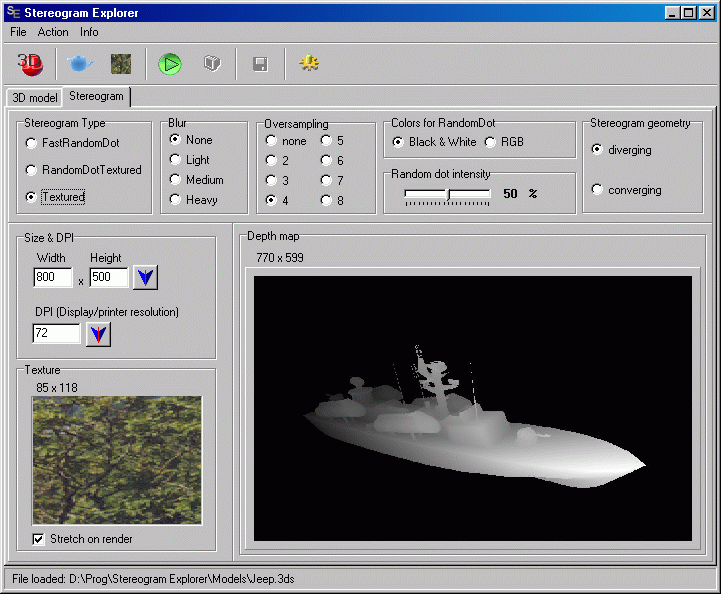 SE Stereogram Explorer
File Action Info
3D
3D model Stereogram
Stereogram Type
FastRandomDot
RandomDotTextured
Textured
Blur
None
Light
Medium
Heavy
Oversampling
none 5
2 6
3 7
4 8
Colors for RandomDot
Black & White RGB
Random dot intensity
50 %
Stereogram geometry
diverging
converging
Size & DPI
Width Height
800 x 500
DPI (Display/printer resolution)
72
Texture
85 x 118
Stretch on render
Depth map
770 x 599
File loaded: D:\Prog\Stereogram Explorer\Models\Jeep.3ds